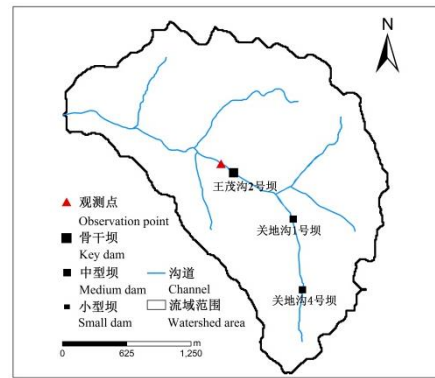 N
王茂沟2号坝
关地沟1号坝
关地沟4号坝
观测点
Observation point
骨干坝
Key dam
中型坝
Medium dam
小型坝
Small dam
沟道
Channel
流域范围
Watershed area
0 625 1,250 m